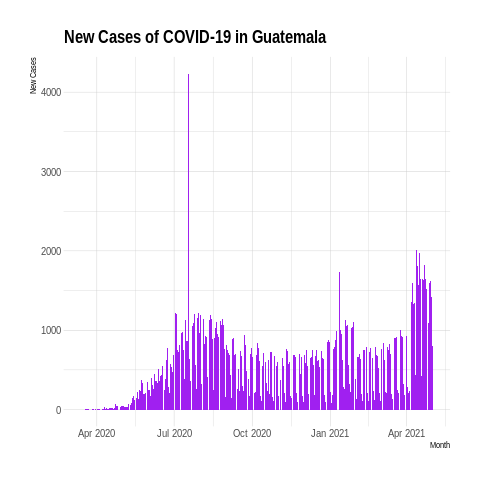 New Cases of COVID-19 in Guatemala
New Cases
4000
3000
2000
1000
0
Apr 2020 Jul 2020 Oct 2020 Jan 2021 Apr 2021
Month